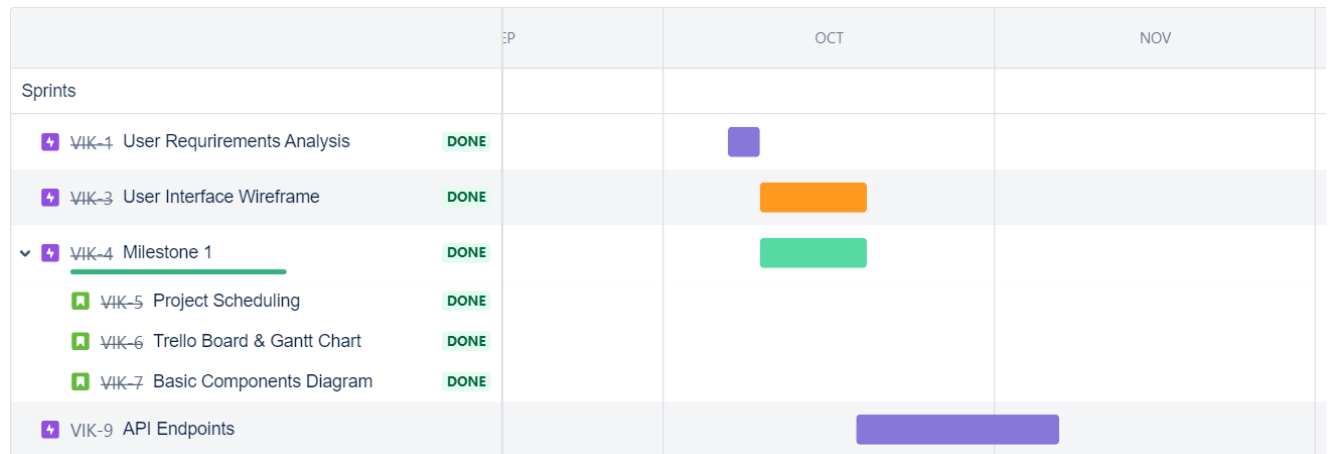 EP OCT NOV
Sprints
VIK-1 User Requrirements Analysis DONE
VIK-3 User Interface Wireframe DONE
VIK-4 Milestone 1 DONE
VIK-5 Project Scheduling DONE
VIK-6 Trello Board & Gantt Chart DONE
VIK-7 Basic Components Diagram DONE
VIK-9 API Endpoints